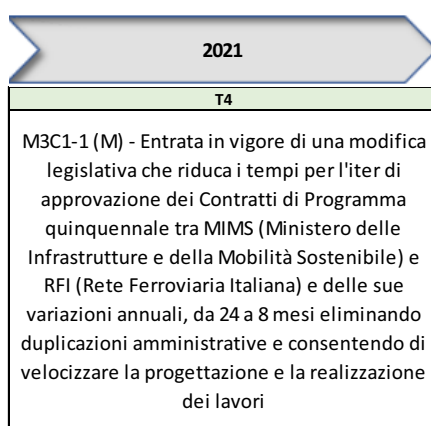 2021
T4
M3C1-1 (M) - Entrata in vigore di una modifica
legislativa che riduca i tempi per l'iter di
approvazione dei Contratti di Programma
quinquennale tra MIMS (Ministero delle
Infrastrutture e della Mobilità Sostenibile) e
RFI (Rete Ferroviaria Italiana) e delle sue
variazioni annuali, da 24 a 8 mesi eliminando
duplicazioni amministrative e consentendo di
velocizzare la progettazione e la realizzazione
dei lavori